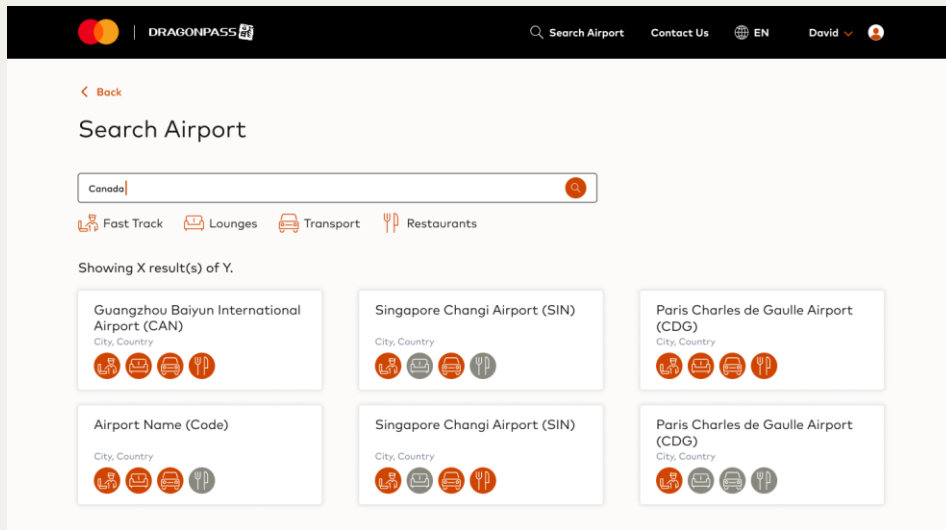 DRAGONPASS
Search Airport
Contact Us
EN
David
Back
Search Airport
Canada
Fast Track
Lounges
Transport
Restaurants
Showing X result(s) of Y.
Guangzhou Baiyun International
Airport (CAN)
City, Country
Singapore Changi Airport (SIN)
City, Country
Paris Charles de Gaulle Airport
(CDG)
City, Country
Airport Name (Code)
City, Country
Singapore Changi Airport (SIN)
City, Country
Paris Charles de Gaulle Airport
(CDG)
City, Country